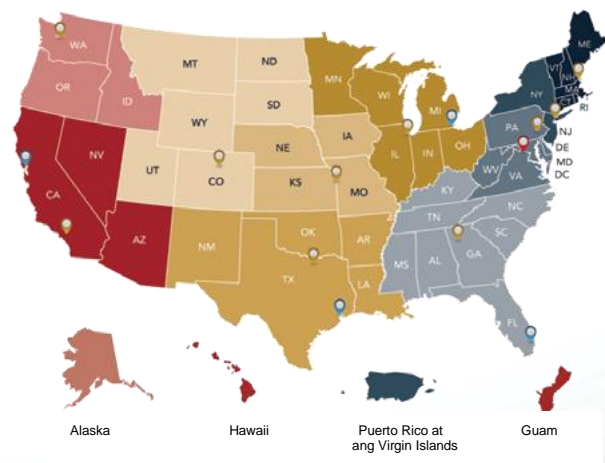 WA
OR
ID
MT
ND
SD
WY
NE
UT
CO
KS
IA
MO
MN
WI
MI
IL
IN
OH
CA
NV
AZ
NM
TX
OK
AR
LA
KY
TN
MS
AL
GA
FL
SC
NC
VA
WV
PA
NY
VT
NH
ME
MA
CT
RI
NJ
DE
MD
DC
Alaska
Hawaii
Puerto Rico at
ang Virgin Islands
Guam